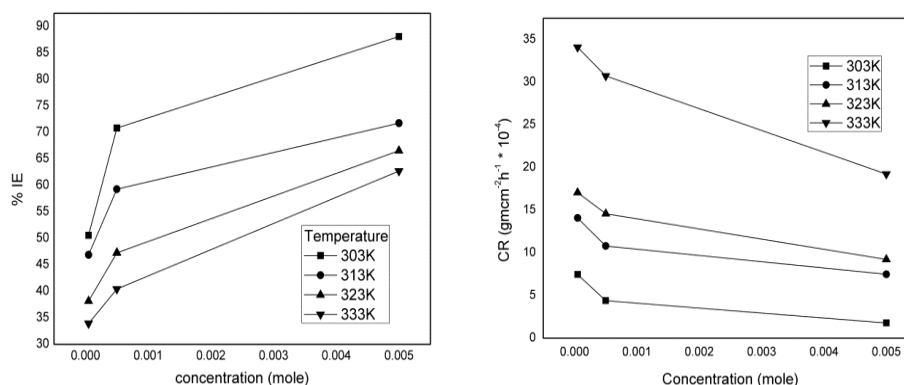 90
85
80
75
70
65
60
55
50
45
40
35
30
% IE
0.000 0.001 0.002 0.003 0.004 0.005
concentration (mole)
Temperature
303K
313K
323K
333K
35
30
25
20
15
10
5
0
CR (gmcm⁻²h⁻¹ * 10⁻⁴)
0.000 0.001 0.002 0.003 0.004 0.005
Concentration (mole)
303K
313K
323K
333K